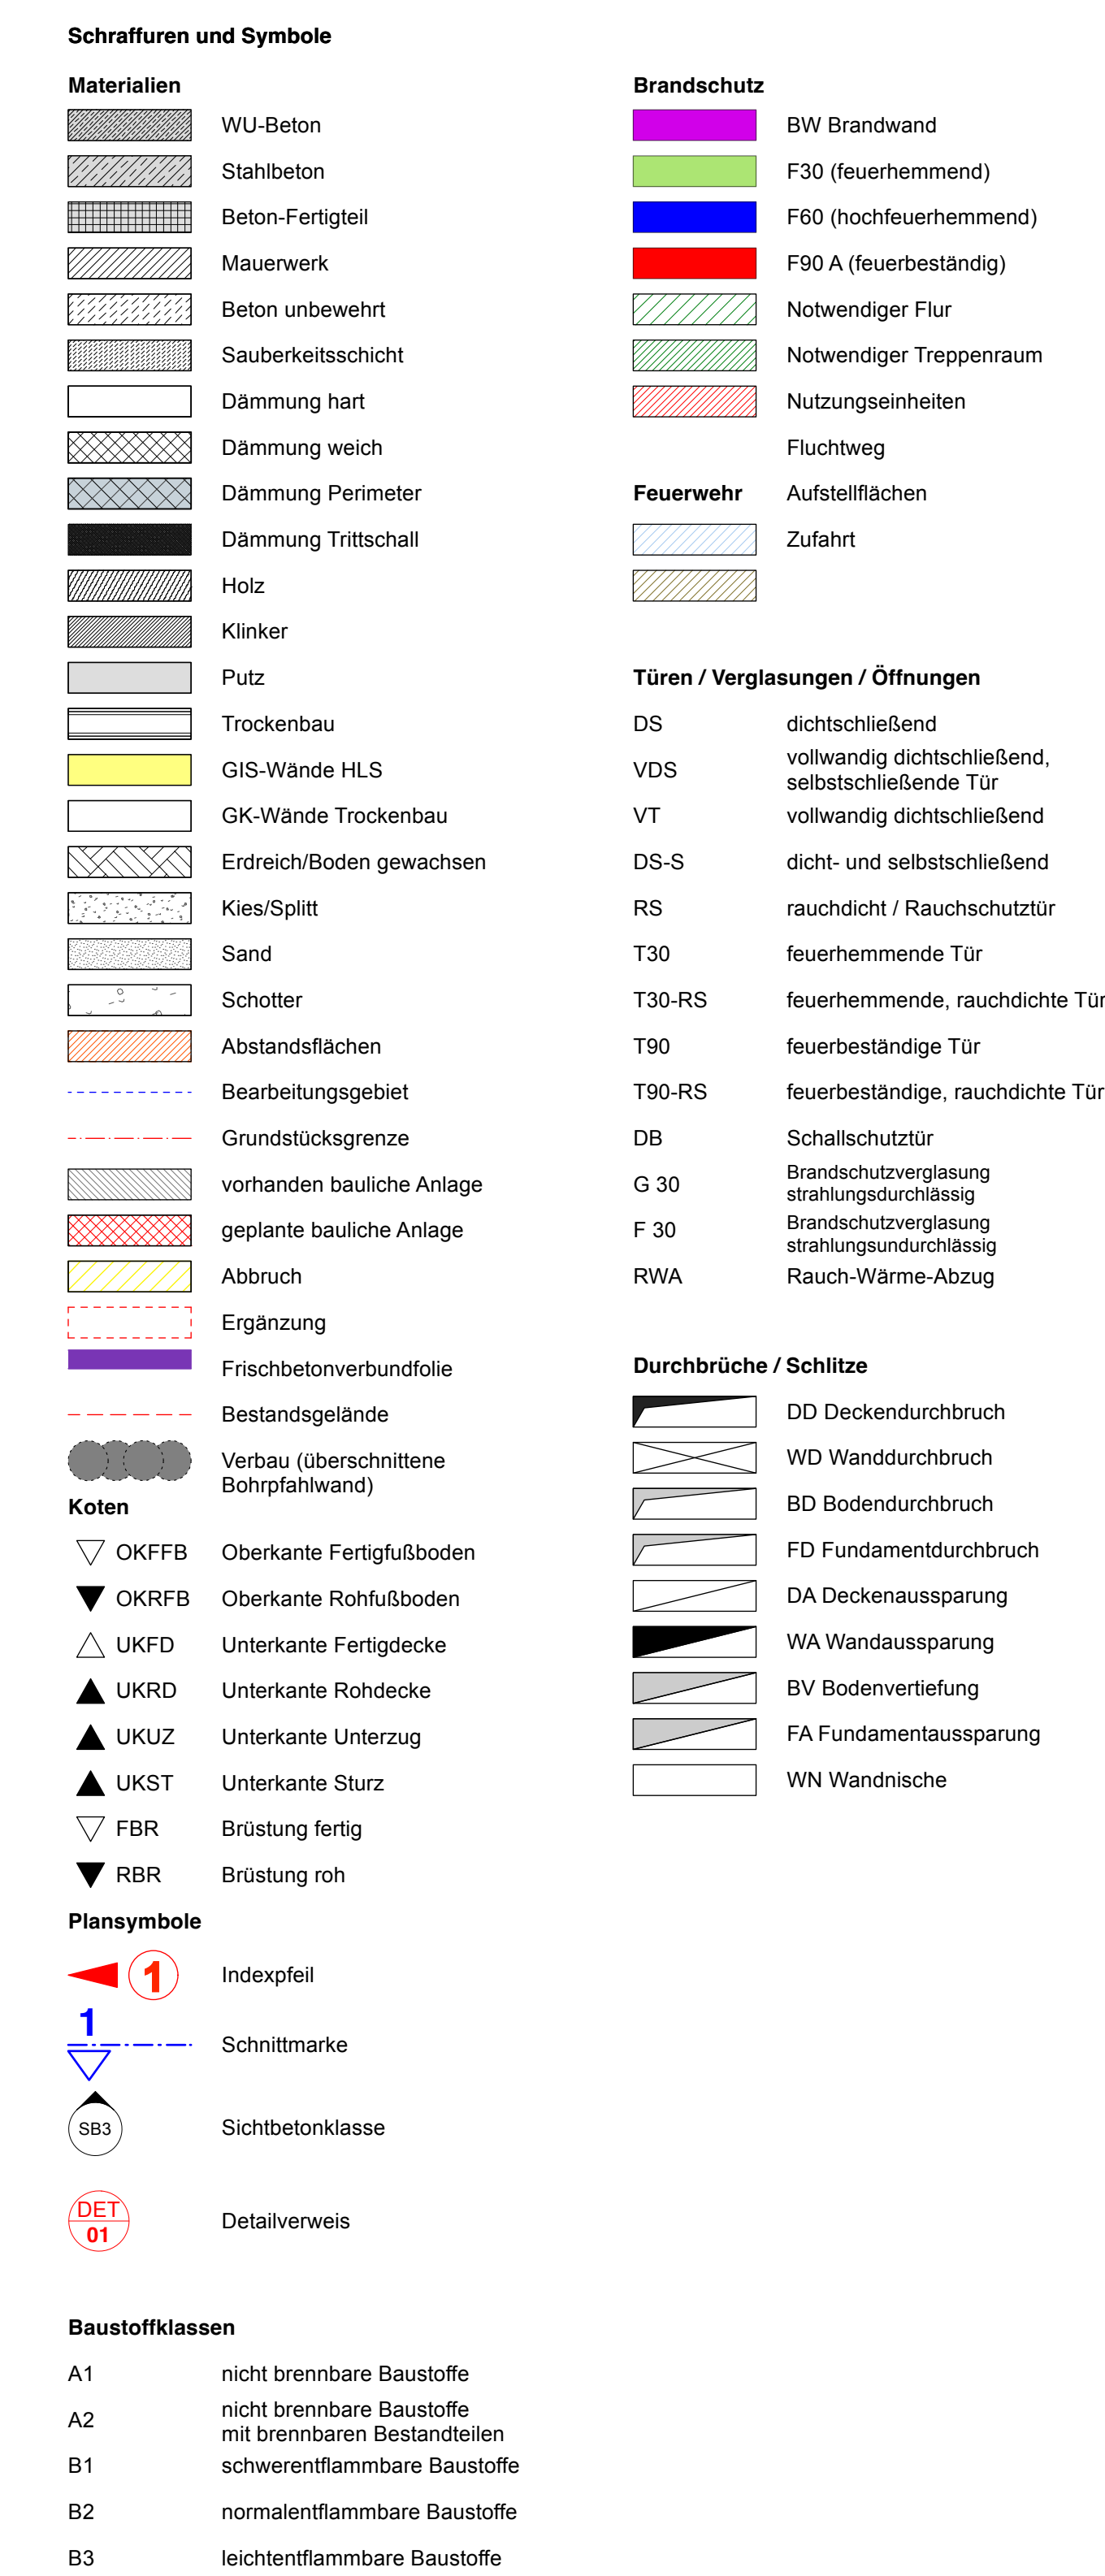 Schraffuren und Symbole
Materialien
WU-Beton
Stahlbeton
Beton-Fertigteil
Mauerwerk
Beton unbewehrt
Sauberkeitsschicht
Dämmung hart
Dämmung weich
Dämmung Perimeter
Dämmung Trittschall
Holz
Klinker
Putz
Trockenbau
GIS-Wände HLS
GK-Wände Trockenbau
Erdreich/Boden gewachsen
Kies/Splitt
Sand
Schotter
Abstandsflächen
Bearbeitungsgebiet
Grundstücksgrenze
vorhanden bauliche Anlage
geplante bauliche Anlage
Abbruch
Ergänzung
Frischbetonverbundfolie
Bestandsgelände
Verbau (überschnittene
Bohrpfahlwand)
Koten
OKFFB Oberkante Fertigfußboden
OKRFB Oberkante Rohfußboden
UKFD Unterkante Fertigdecke
UKRD Unterkante Rohdecke
UKUZ Unterkante Unterzug
UKST Unterkante Sturz
FBR Brüstung fertig
RBR Brüstung roh
Plansymbole
1 Indexpfeil
1
Schnittmarke
SB3 Sichtbetonklasse
DET
01
Detailverweis
Baustoffklassen
A1 nicht brennbare Baustoffe
A2 nicht brennbare Baustoffe
mit brennbaren Bestandteilen
B1 schwerentflammbare Baustoffe
B2 normalentflammbare Baustoffe
B3 leichtentflammbare Baustoffe
Brandschutz
BW Brandwand
F30 (feuerhemmend)
F60 (hochfeuerhemmend)
F90 A (feuerbeständig)
Notwendiger Flur
Notwendiger Treppenraum
Nutzungseinheiten
Fluchtweg
Feuerwehr Aufstellflächen
Zufahrt
Türen / Verglasungen / Öffnungen
DS dichtschließend
VDS vollwandig dichtschließend,
selbstschließende Tür
VT vollwandig dichtschließend
DS-S dicht- und selbstschließend
RS rauchdicht / Rauchschutztür
T30 feuerhemmende Tür
T30-RS feuerhemmende, rauchdichte Tür
T90 feuerbeständige Tür
T90-RS feuerbeständige, rauchdichte Tür
DB Schallschutztür
G 30 Brandschutzverglasung
strahlungsdurchlässig
F 30 Brandschutzverglasung
strahlungsundurchlässig
RWA Rauch-Wärme-Abzug
Durchbrüche / Schlitze
DD Deckendurchbruch
WD Wanddurchbruch
BD Bodendurchbruch
FD Fundamentdurchbruch
DA Deckenaussparung
WA Wandaussparung
BV Bodenvertiefung
FA Fundamentaussparung
WN Wandnische